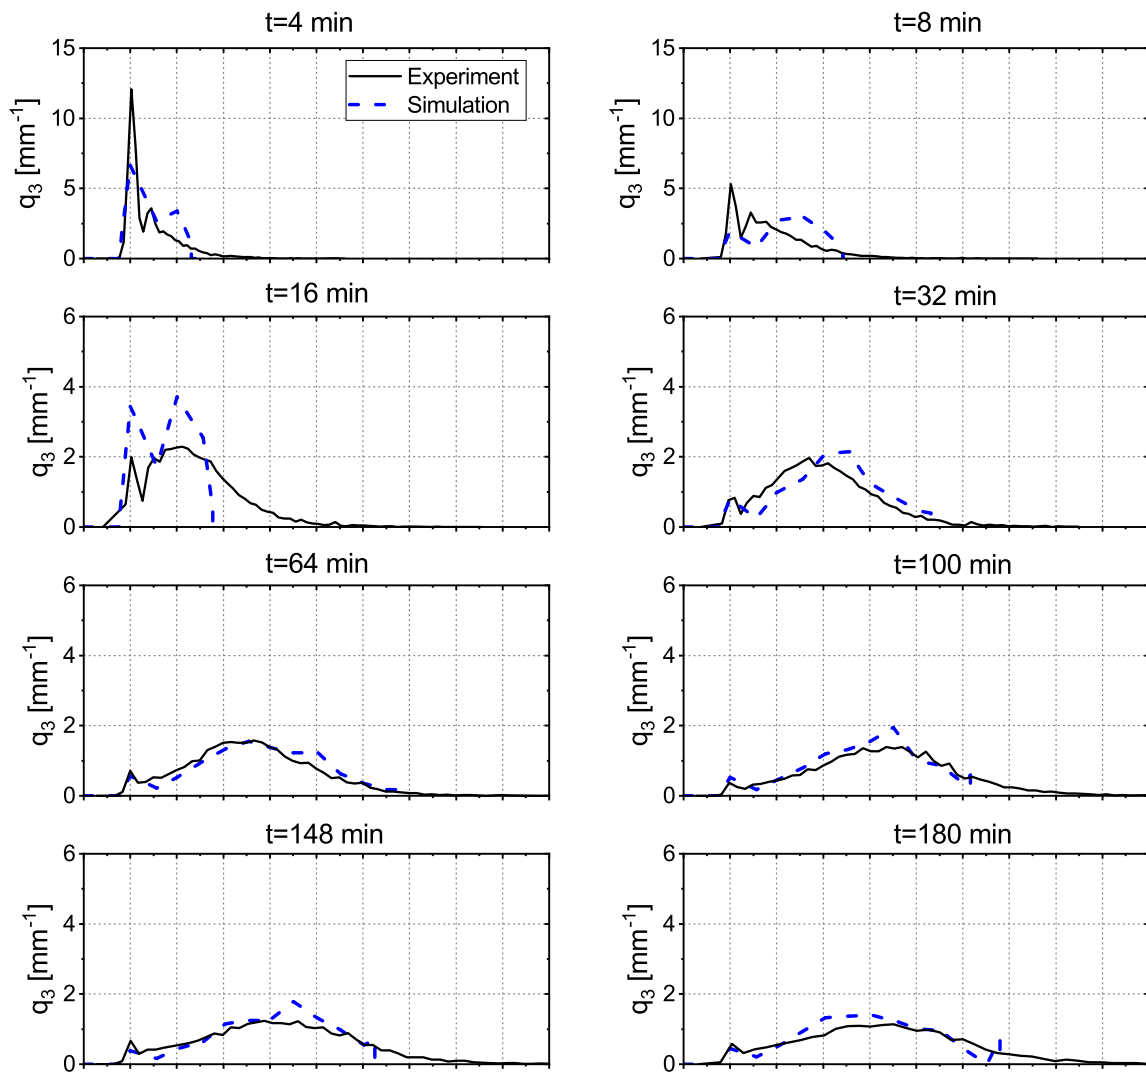 t=4 min
t=8 min
15
10
5
0
q3 [mm-1]
Experiment
Simulation
15
10
5
0
q3 [mm-1]
t=16 min
t=32 min
6
4
2
0
q3 [mm-1]
6
4
2
0
q3 [mm-1]
t=64 min
t=100 min
6
4
2
0
q3 [mm-1]
6
4
2
0
q3 [mm-1]
t=148 min
t=180 min
6
4
2
0
q3 [mm-1]
6
4
2
0
q3 [mm-1]